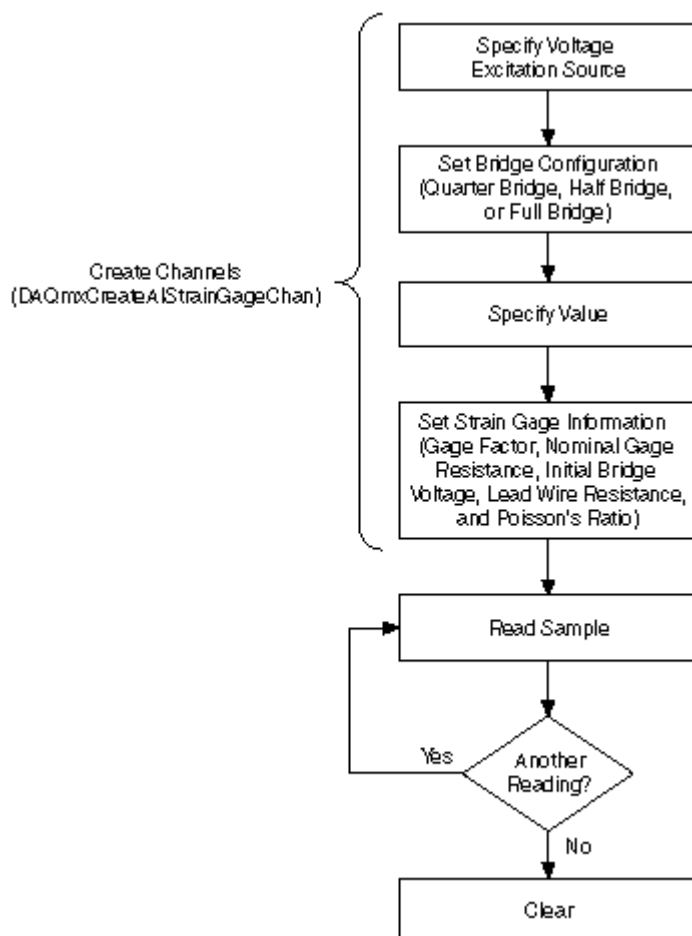 Specify Voltage
Excitation Source
Set Bridge Configuration
(Quarter Bridge, Half Bridge,
or Full Bridge)
Create Channels
(DAQmxCreateAIStrainGageChan)
Specify Value
Set Strain Gage Information
(Gage Factor, Nominal Gage
Resistance, Initial Bridge
Voltage, Lead Wire Resistance,
and Poisson's Ratio)
Read Sample
Yes
Another
Reading?
No
Clear